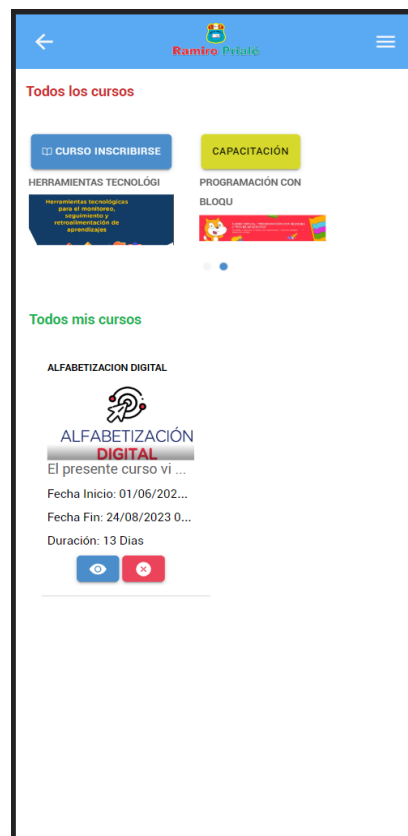 Ramiro Prialé
Todos los cursos
CURSO INSCRIBIRSE
CAPACITACIÓN
HERRAMIENTAS TECNOLÓGI
PROGRAMACIÓN CON
BLOQU
Herramientas tecnológicas
para el monitoreo,
seguimiento y
retroalimentación de
aprendizajes
Todos mis cursos
ALFABETIZACION DIGITAL
ALFABETIZACIÓN
DIGITAL
El presente curso vi ...
Fecha Inicio: 01/06/202...
Fecha Fin: 24/08/2023 0...
Duración: 13 Dias